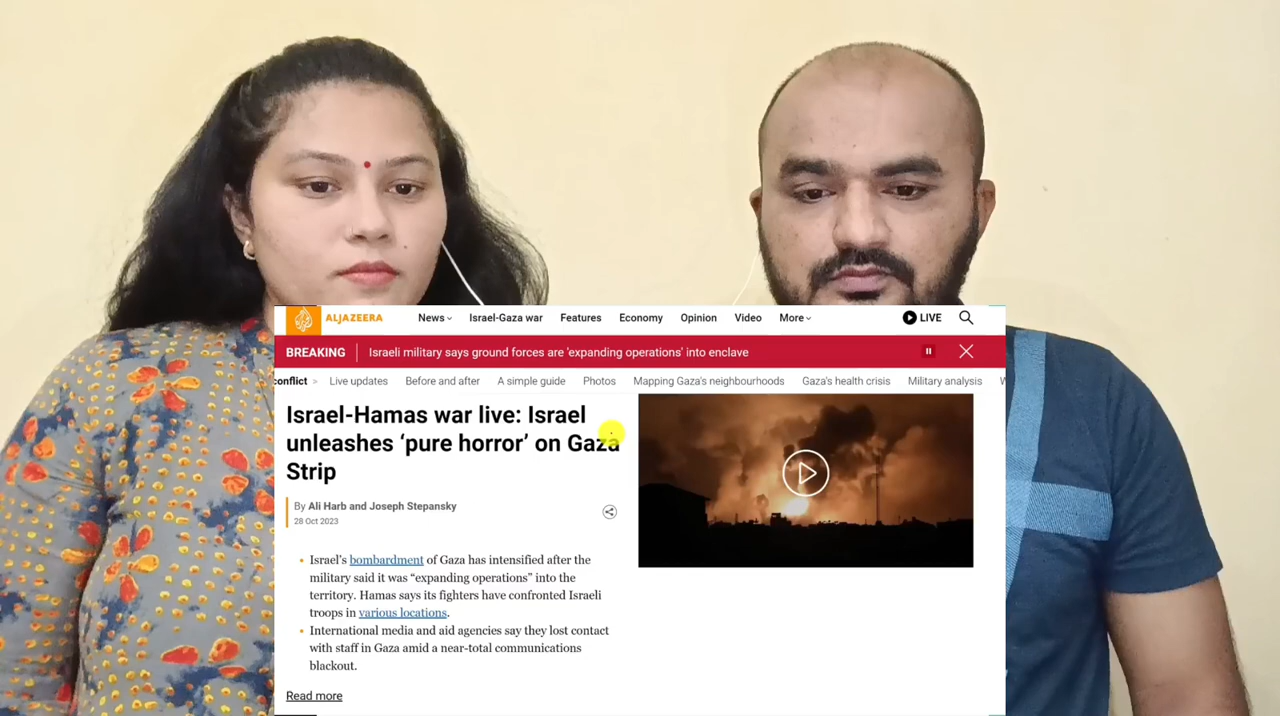 ALJAZEERA News Israel-Gaza war Features Economy Opinion Video More LIVE
BREAKING Israeli military says ground forces are 'expanding operations' into enclave
conflict > Live updates Before and after A simple guide Photos Mapping Gaza's neighbourhoods Gaza's health crisis Military analysis
Israel-Hamas war live: Israel
unleashes ‘pure horror’ on Gaza
Strip
By Ali Harb and Joseph Stepansky
28 Oct 2023
• Israel’s bombardment of Gaza has intensified after the
military said it was “expanding operations” into the
territory. Hamas says its fighters have confronted Israeli
troops in various locations.
• International media and aid agencies say they lost contact
with staff in Gaza amid a near-total communications
blackout.
Read more